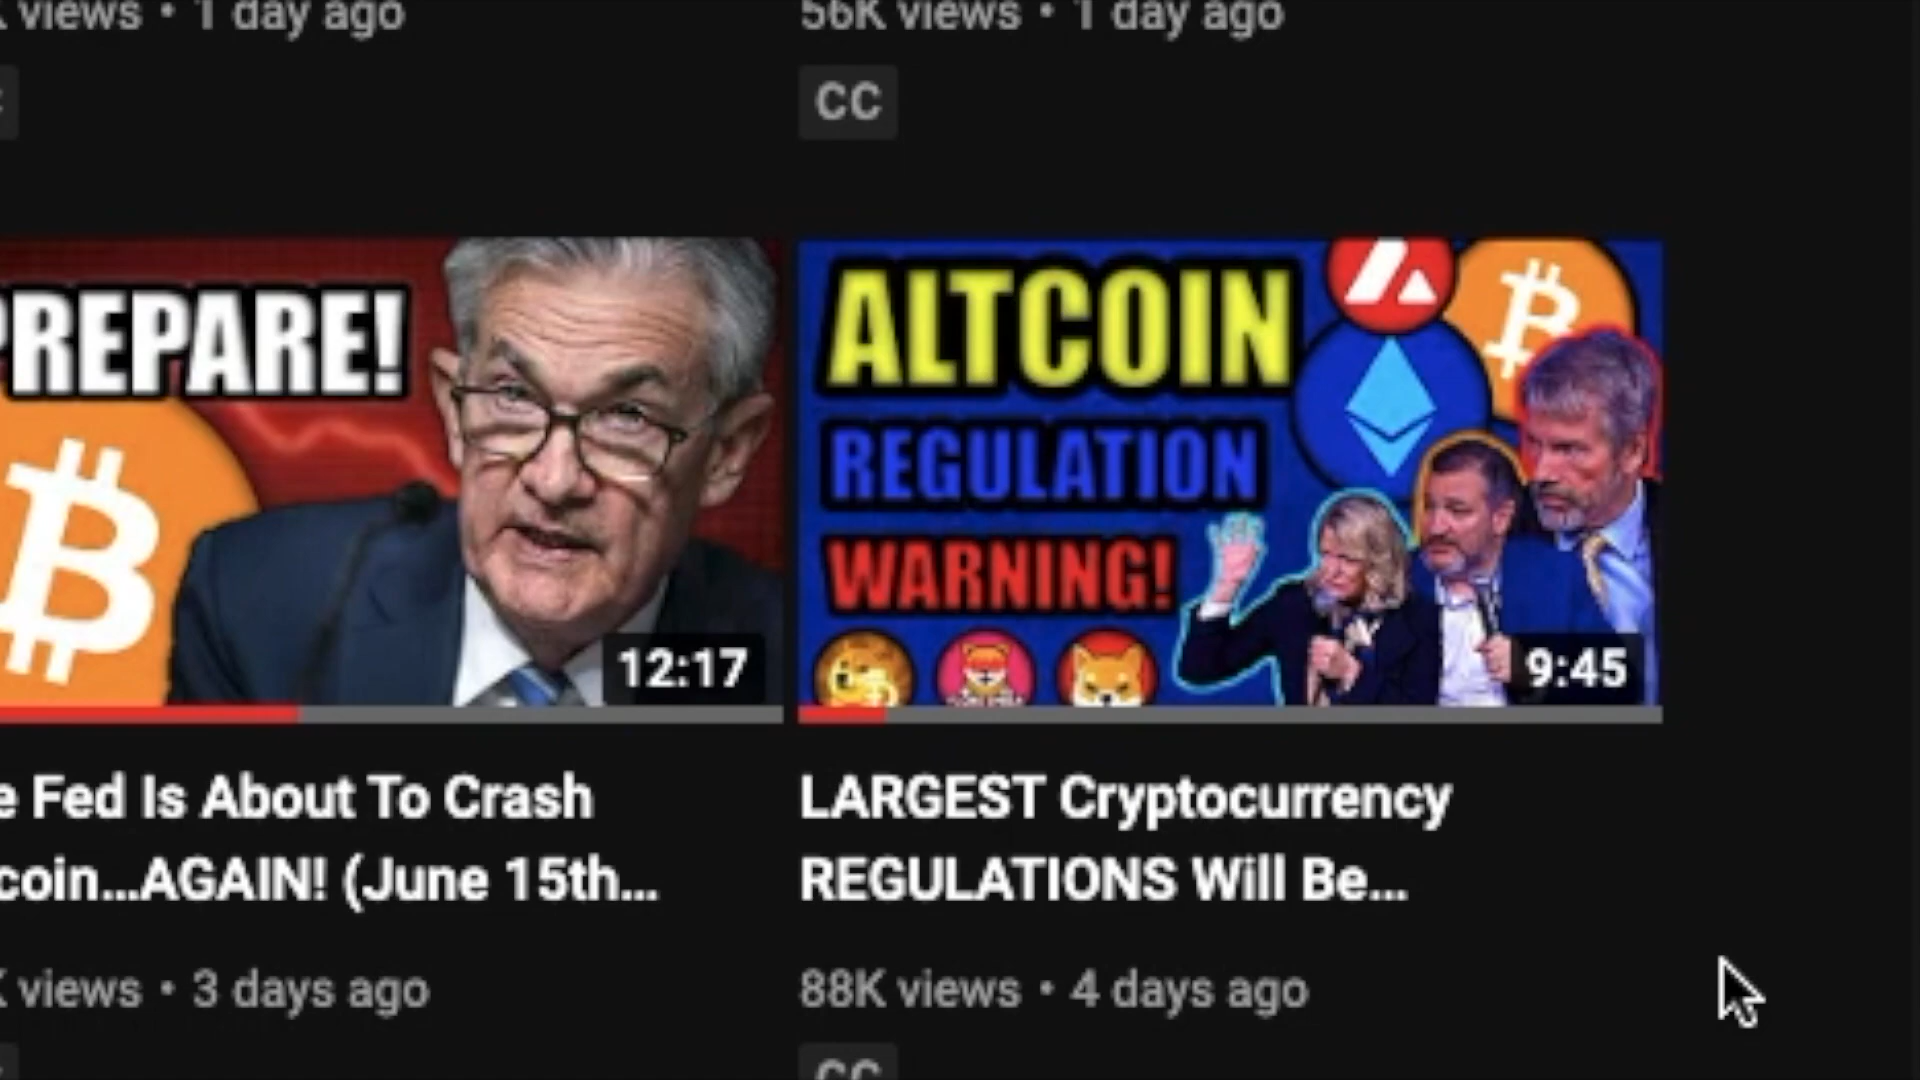 views • 1 day ago
56K views • 1 day ago
CC
PREPARE!
12:17
ALTCOIN
REGULATION
WARNING!
9:45
e Fed Is About To Crash
coin...AGAIN! (June 15th...
K views • 3 days ago
LARGEST Cryptocurrency
REGULATIONS Will Be...
88K views • 4 days ago
CC